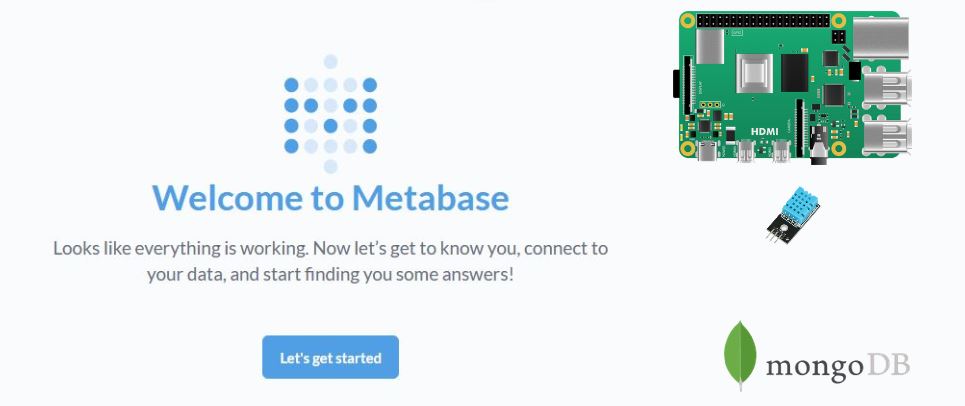 Welcome to Metabase
Looks like everything is working. Now let’s get to know you, connect to
your data, and start finding you some answers!
Let's get started
HDMI
mongoDB